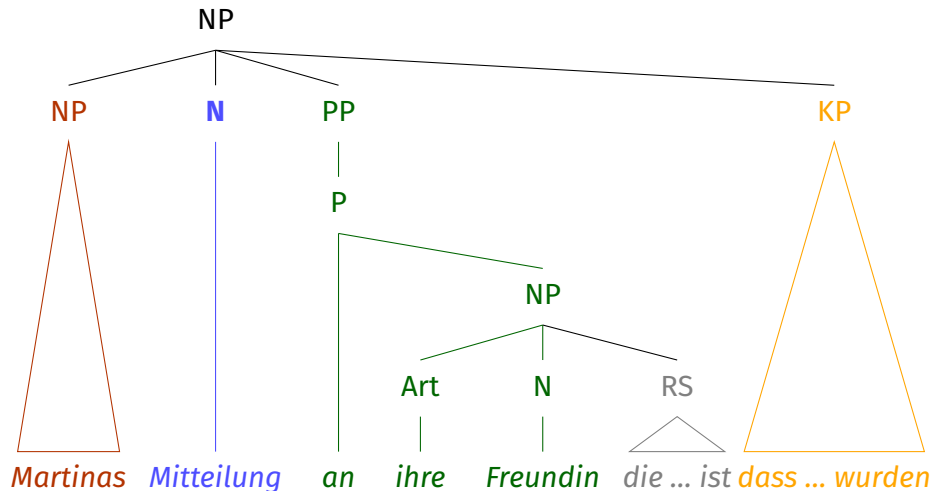 NP
NP N PP KP
P
NP
Art N RS
Martinas Mitteilung an ihre Freundin die ... ist dass ... wurden